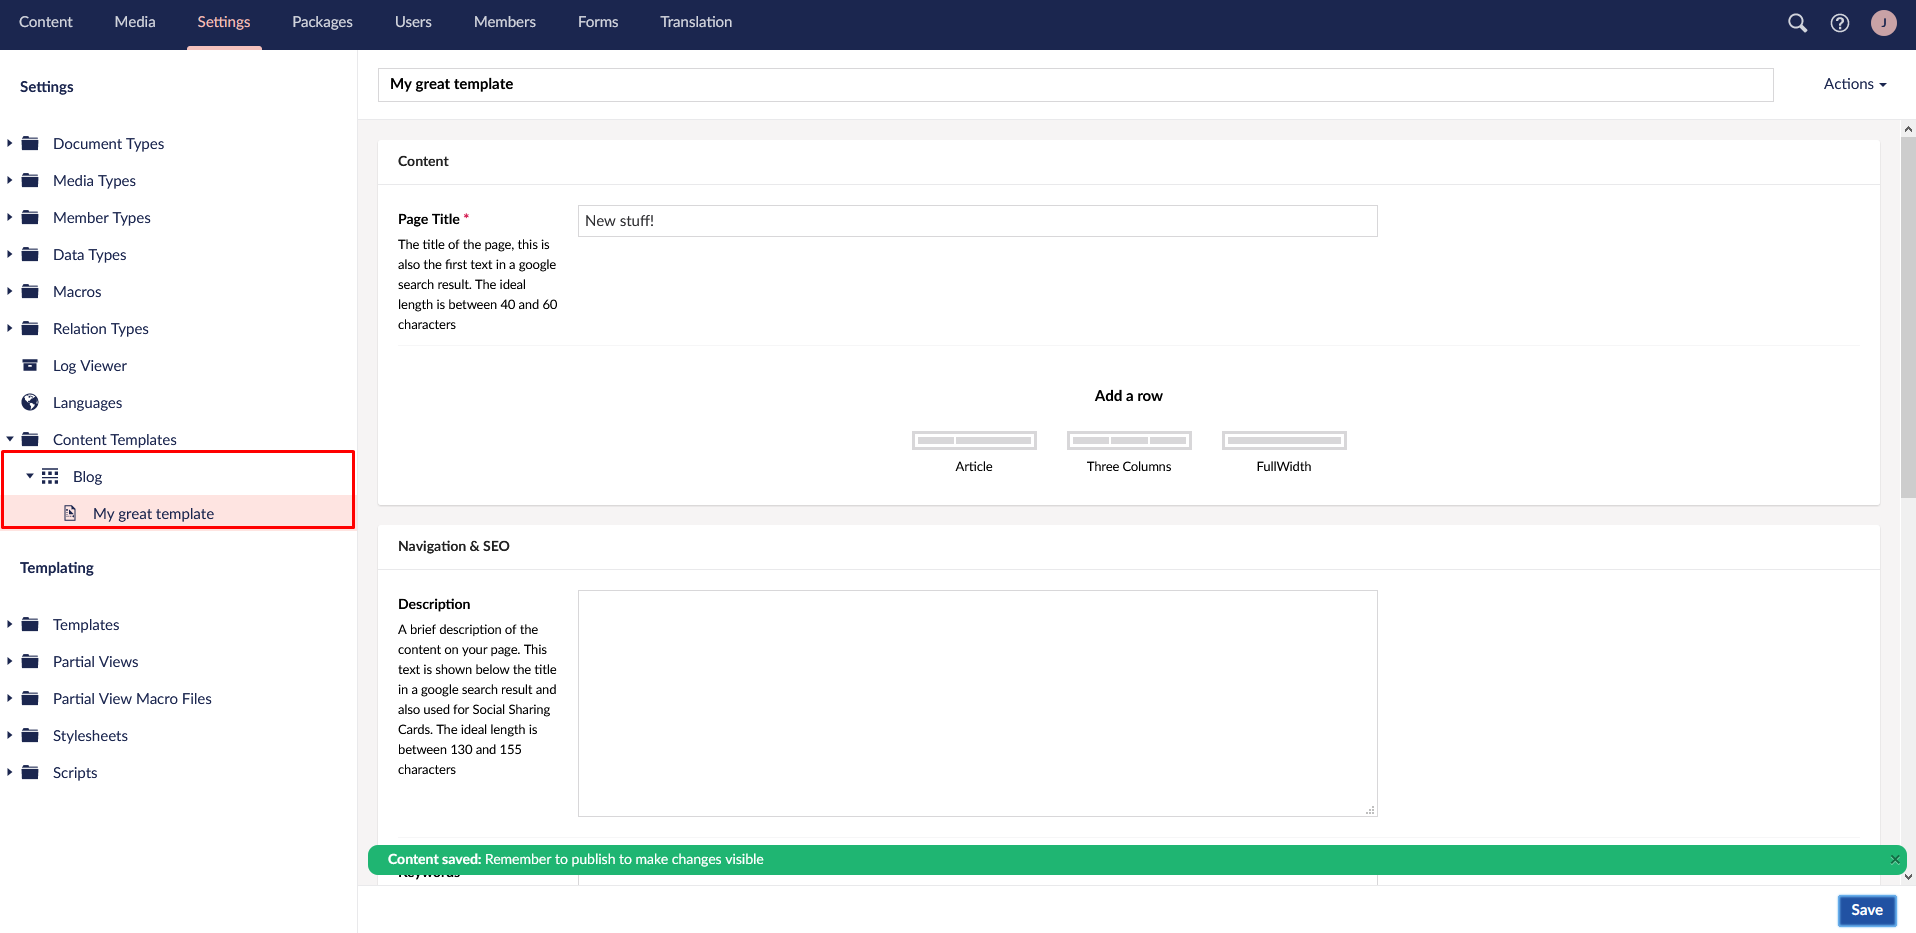 Content Media Settings Packages Users Members Forms Translation J
Settings
Document Types
Media Types
Member Types
Data Types
Macros
Relation Types
Log Viewer
Languages
Content Templates
Blog
My great template
Templating
Templates
Partial Views
Partial View Macro Files
Stylesheets
Scripts
My great template
Actions
Content
Page Title *
The title of the page, this is
also the first text in a google
search result. The ideal
length is between 40 and 60
characters
New stuff!
Add a row
Article Three Columns FullWidth
Navigation & SEO
Description
A brief description of the
content on your page. This
text is shown below the title
in a google search result and
also used for Social Sharing
Cards. The ideal length is
between 130 and 155
characters
Content saved: Remember to publish to make changes visible
Keywords
Save